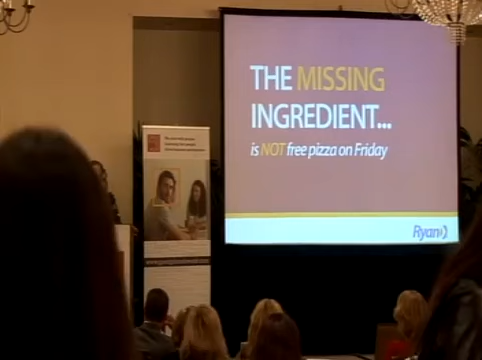 THE MISSING
INGREDIENT...
is NOT free pizza on Friday
Ryan